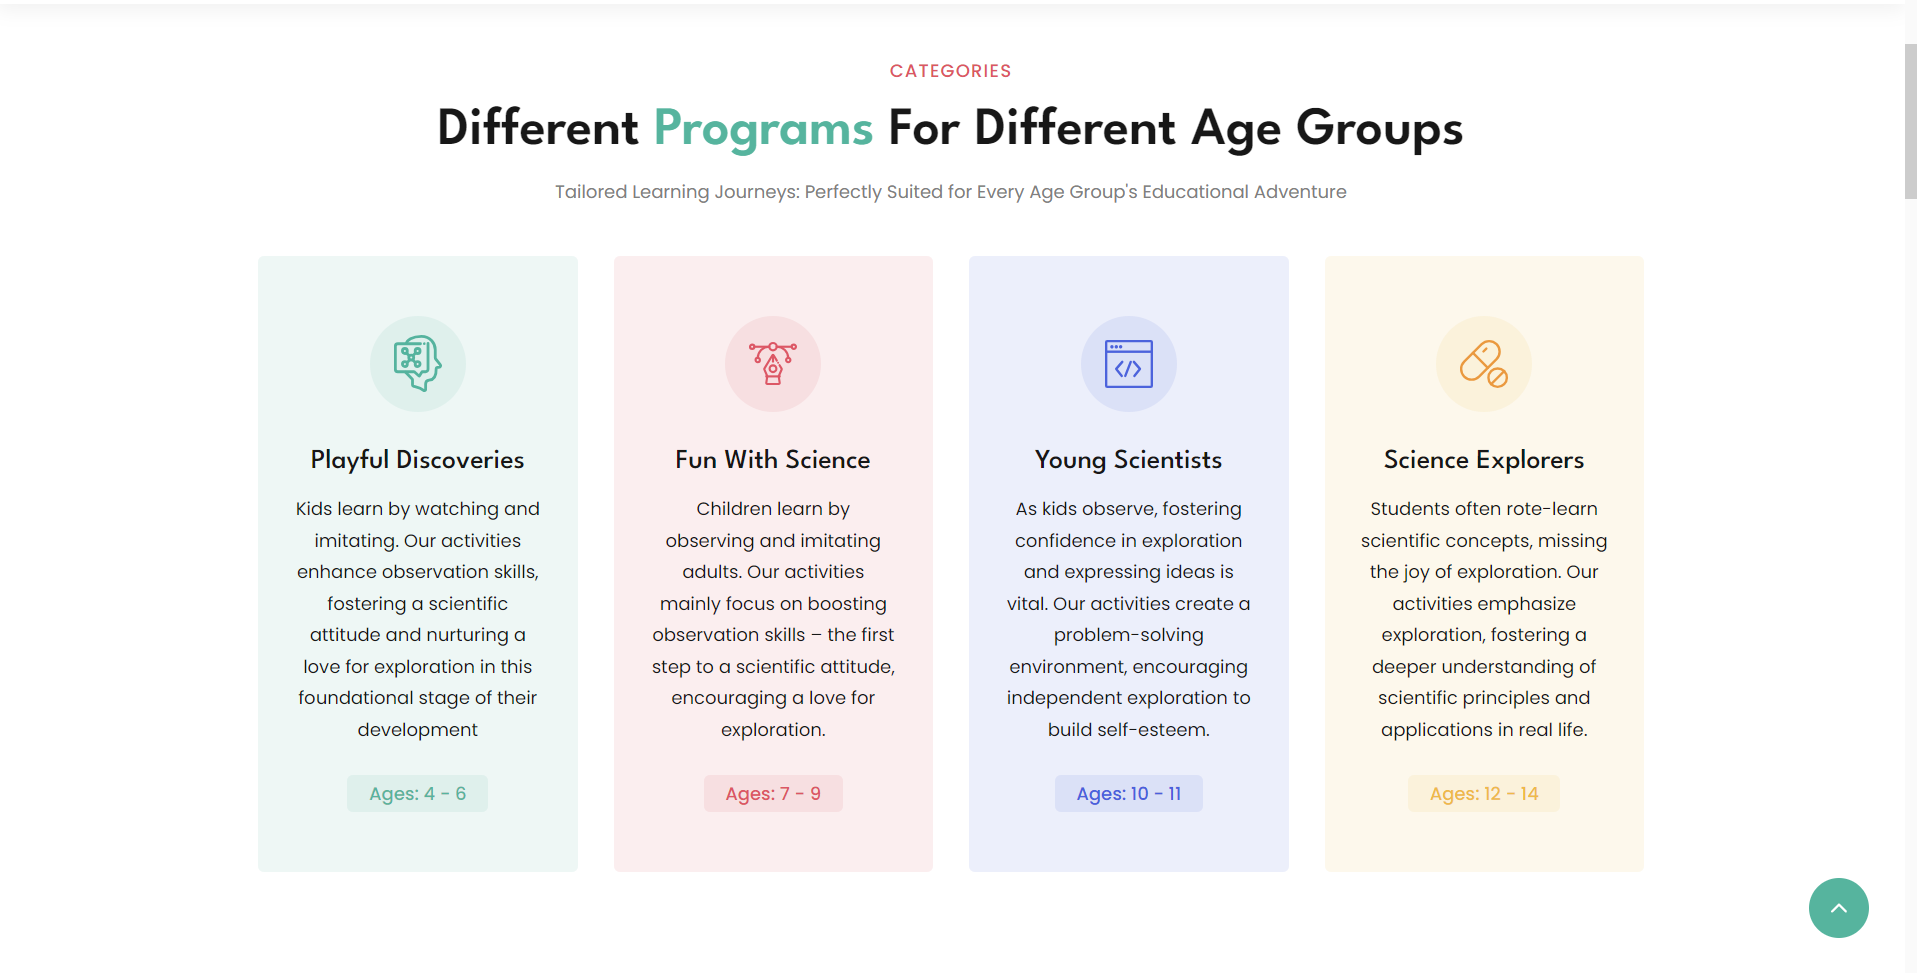 CATEGORIES
Different Programs For Different Age Groups
Tailored Learning Journeys: Perfectly Suited for Every Age Group's Educational Adventure
Playful Discoveries
Kids learn by watching and
imitating. Our activities
enhance observation skills,
fostering a scientific
attitude and nurturing a
love for exploration in this
foundational stage of their
development
Ages: 4 - 6
Fun With Science
Children learn by
observing and imitating
adults. Our activities
mainly focus on boosting
observation skills – the first
step to a scientific attitude,
encouraging a love for
exploration.
Ages: 7 - 9
Young Scientists
As kids observe, fostering
confidence in exploration
and expressing ideas is
vital. Our activities create a
problem-solving
environment, encouraging
independent exploration to
build self-esteem.
Ages: 10 - 11
Science Explorers
Students often rote-learn
scientific concepts, missing
the joy of exploration. Our
activities emphasize
exploration, fostering a
deeper understanding of
scientific principles and
applications in real life.
Ages: 12 - 14